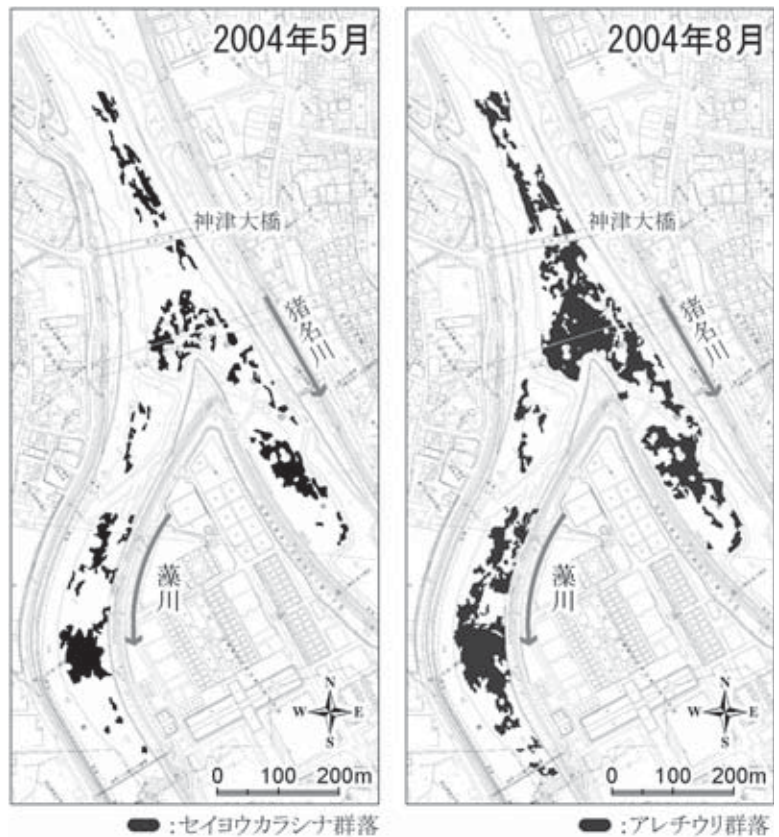 2004年5月
神津大橋
猪名川
藻川
N
W E
S
0 100 200m
:セイヨウカラシナ群落
2004年8月
神津大橋
猪名川
藻川
N
W E
S
0 100 200m
:アレチウリ群落